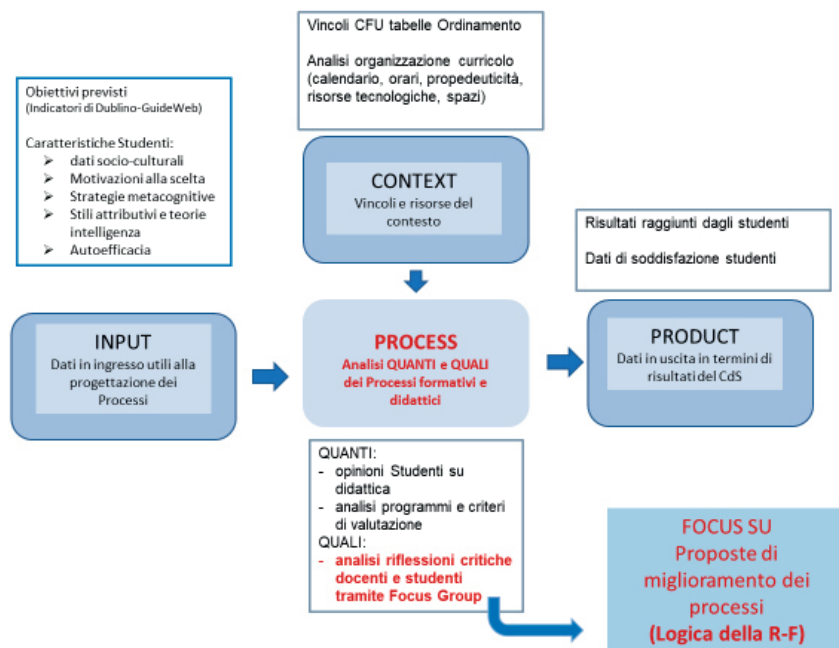 Vincoli CFU tabelle Ordinamento
Analisi organizzazione curricolo
(calendario, orari, propedeuticità,
risorse tecnologiche, spazi)
Obiettivi previsti
(Indicatori di Dublino-GuideWeb)
Caratteristiche Studenti:
➢ dati socio-culturali
➢ Motivazioni alla scelta
➢ Strategie metacognitive
➢ Stili attributivi e teorie
intelligenza
➢ Autoefficacia
CONTEXT
Vincoli e risorse del
contesto
Risultati raggiunti dagli studenti
Dati di soddisfazione studenti
INPUT
Dati in ingresso utili alla
progettazione dei
Processi
PROCESS
Analisi QUANTI e QUALI
dei Processi formativi e
didattici
PRODUCT
Dati in uscita in termini di
risultati del CdS
QUANTI:
- opinioni Studenti su
didattica
- analisi programmi e criteri
di valutazione
QUALI:
- analisi riflessioni critiche
docenti e studenti
tramite Focus Group
FOCUS SU
Proposte di
miglioramento dei
processi
(Logica della R-F)